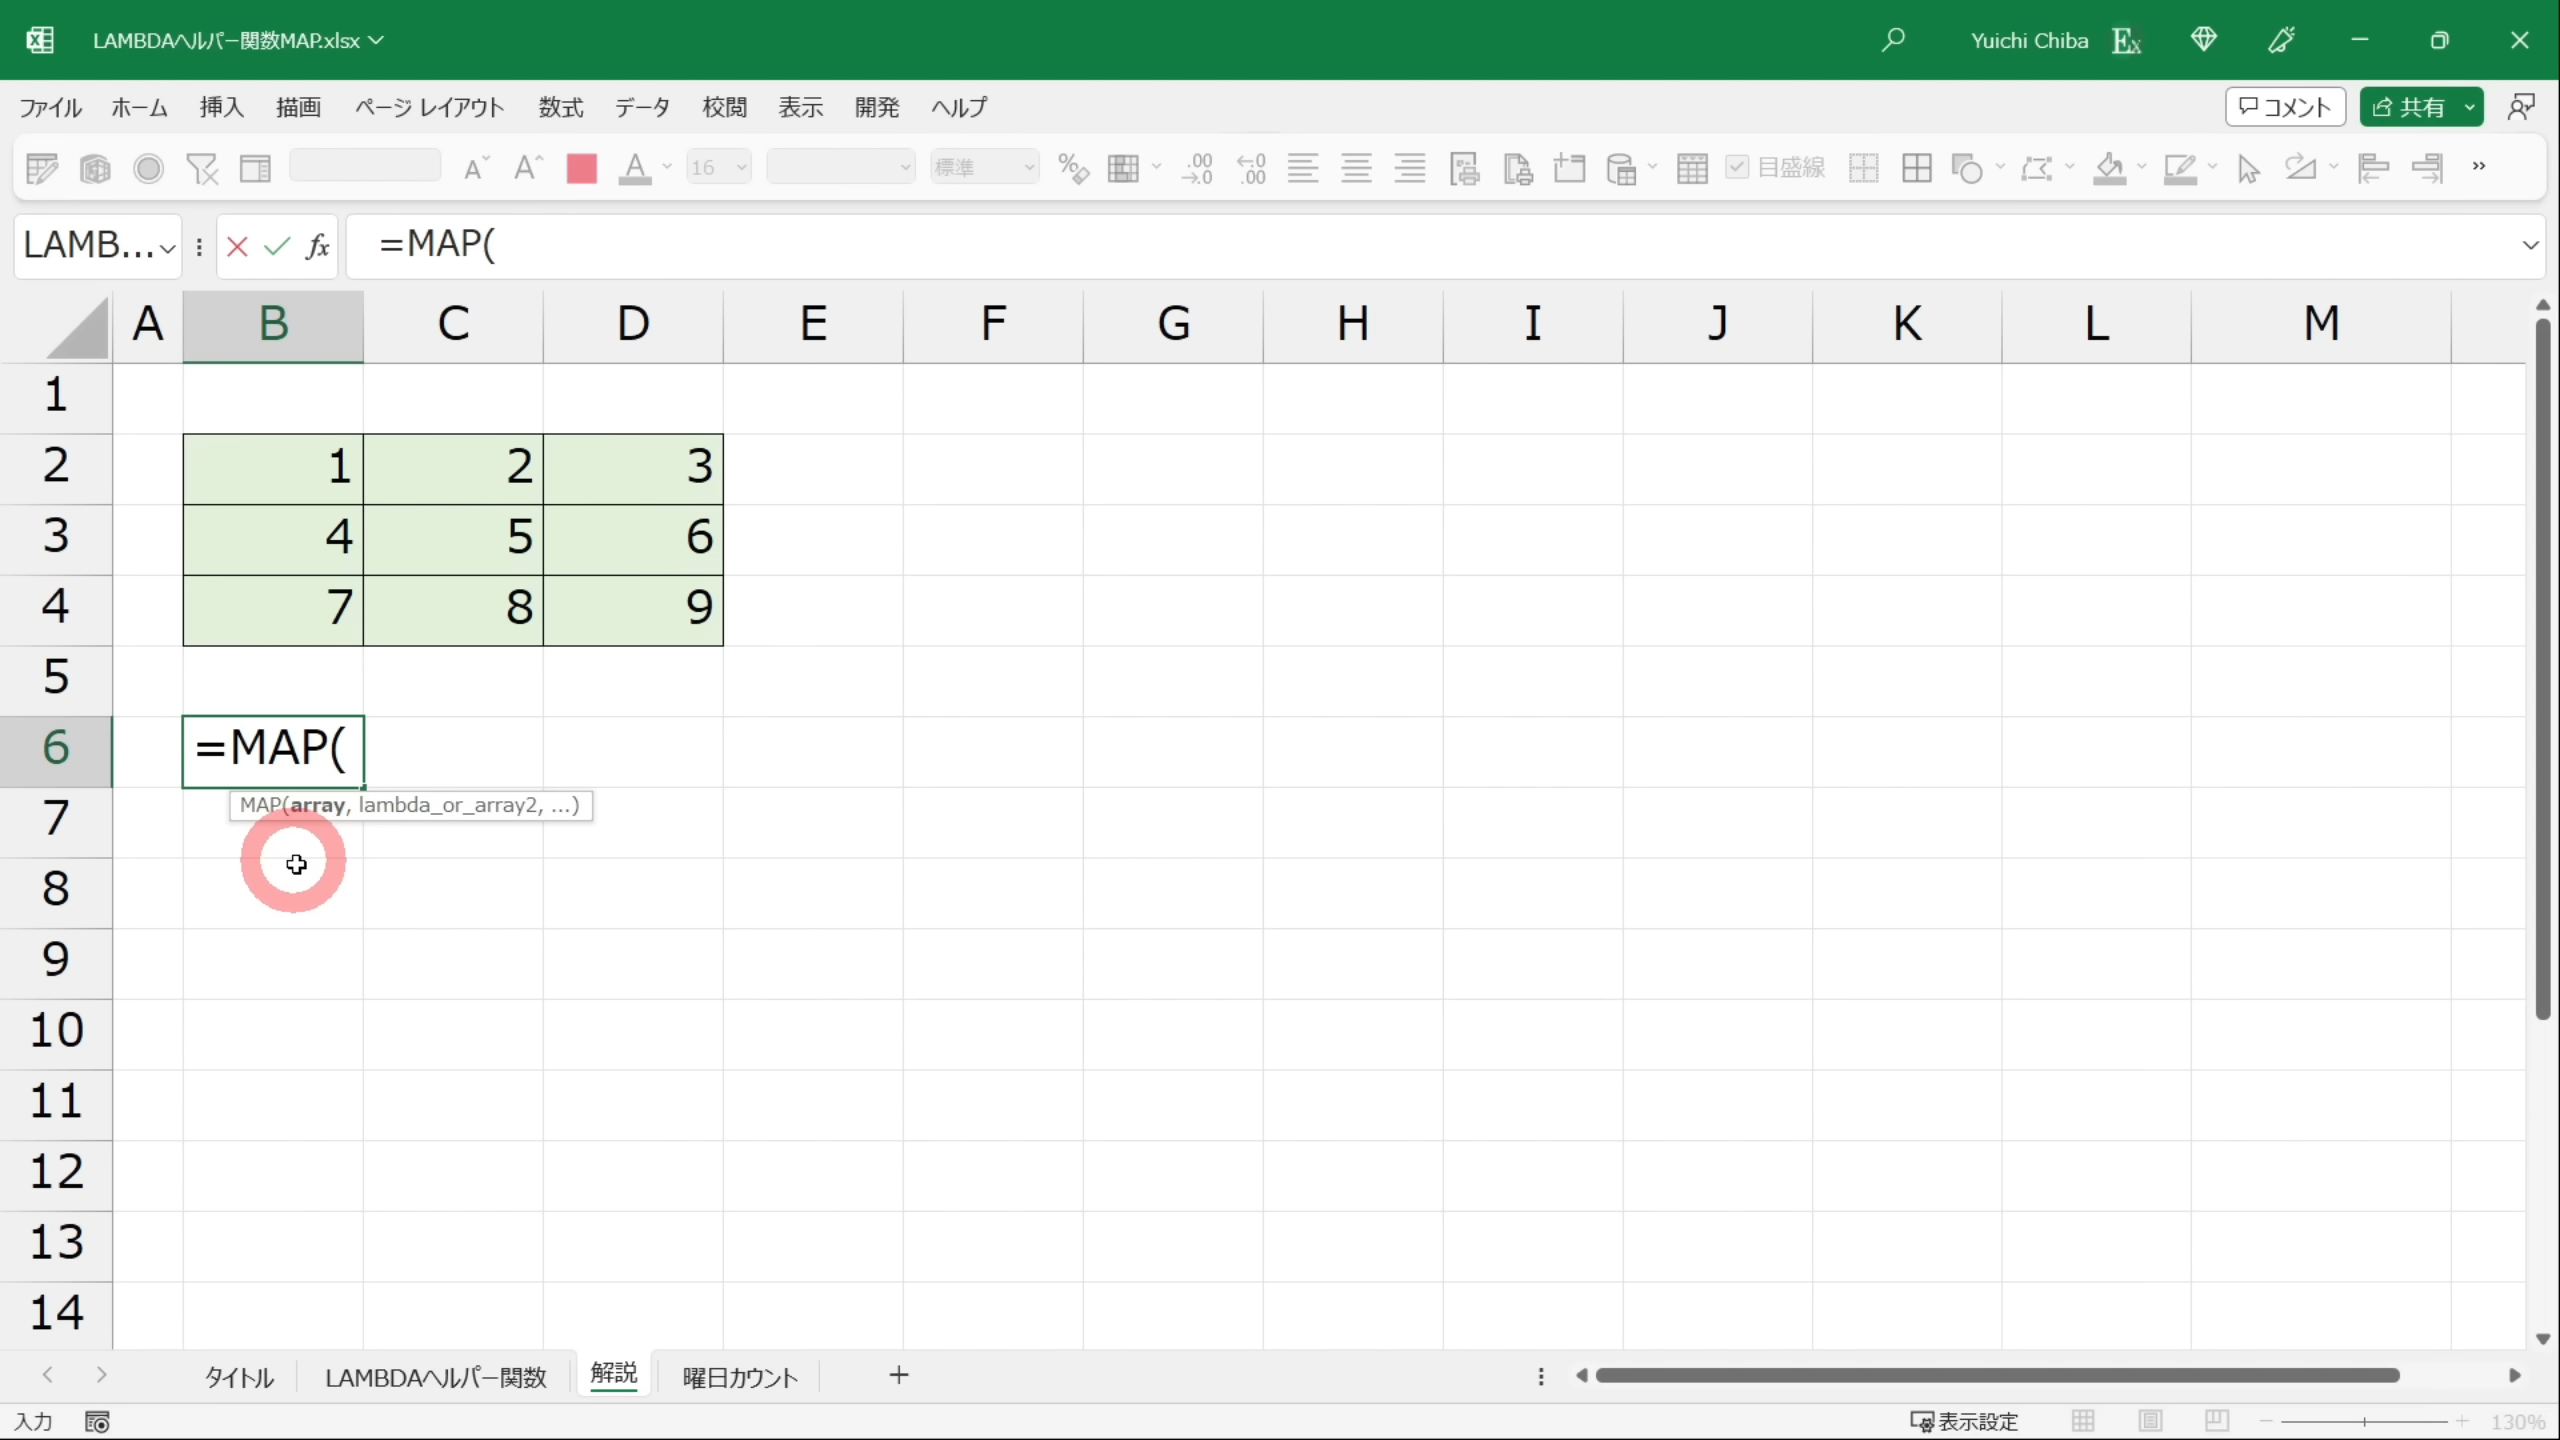 LAMBDAヘルパー関数MAP.xlsx
Yuichi Chiba
ファイル ホーム 挿入 描画 ページ レイアウト 数式 データ 校閲 表示 開発 ヘルプ
コメント 共有
16 標準 目盛線
LAMB... fx =MAP(
A B C D E F G H I J K L M
1
2 1 2 3
3 4 5 6
4 7 8 9
5
6 =MAP(
MAP(array, lambda_or_array2, ...)
7
8
9
10
11
12
13
14
タイトル LAMBDAヘルパー関数 解説 曜日カウント
入力 表示設定 130%